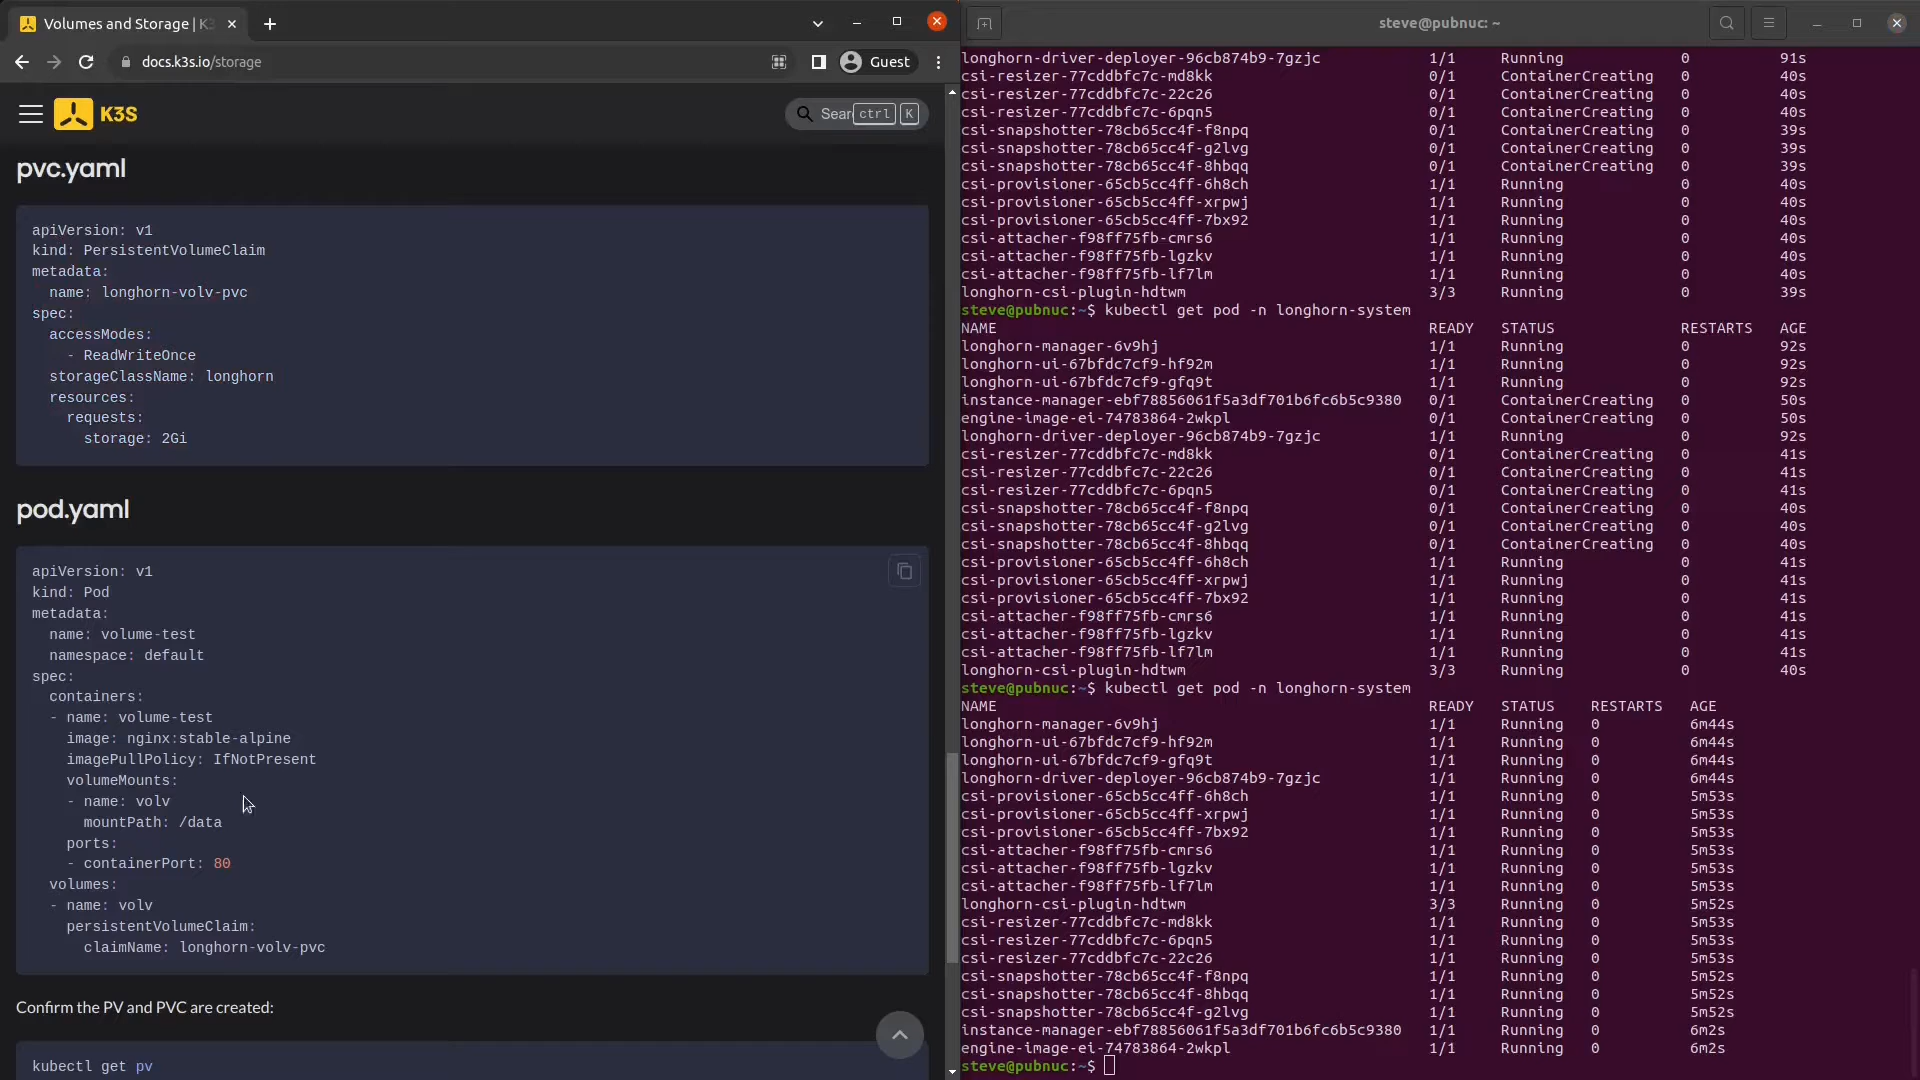 Volumes and Storage | K3
docs.k3s.io/storage
Guest
K3S
Sear
ctrl
K
pvc.yaml
apiVersion: v1
kind: PersistentVolumeClaim
metadata:
name: longhorn-volv-pvc
spec:
accessModes:
- ReadWriteOnce
storageClassName: longhorn
resources:
requests:
storage: 2Gi
pod.yaml
apiVersion: v1
kind: Pod
metadata:
name: volume-test
namespace: default
spec:
containers:
- name: volume-test
image: nginx:stable-alpine
imagePullPolicy: IfNotPresent
volumeMounts:
- name: volv
mountPath: /data
ports:
- containerPort: 80
volumes:
- name: volv
persistentVolumeClaim:
claimName: longhorn-volv-pvc
Confirm the PV and PVC are created:
kubectl get pv
steve@pubnuc: ~
longhorn-driver-deployer-96cb874b9-7gzjc 1/1 Running 0 91s
csi-resizer-77cddbfc7c-md8kk 0/1 ContainerCreating 0 40s
csi-resizer-77cddbfc7c-22c26 0/1 ContainerCreating 0 40s
csi-resizer-77cddbfc7c-6pqn5 0/1 ContainerCreating 0 40s
csi-snapshotter-78cb65cc4f-f8npq 0/1 ContainerCreating 0 39s
csi-snapshotter-78cb65cc4f-g2lvg 0/1 ContainerCreating 0 39s
csi-snapshotter-78cb65cc4f-8hbqq 0/1 ContainerCreating 0 39s
csi-provisioner-65cb5cc4ff-6h8ch 1/1 Running 0 40s
csi-provisioner-65cb5cc4ff-xrpwj 1/1 Running 0 40s
csi-provisioner-65cb5cc4ff-7bx92 1/1 Running 0 40s
csi-attacher-f98ff75fb-cmrs6 1/1 Running 0 40s
csi-attacher-f98ff75fb-lgzkv 1/1 Running 0 40s
csi-attacher-f98ff75fb-lf7lm 1/1 Running 0 40s
longhorn-csi-plugin-hdtwm 3/3 Running 0 39s
steve@pubnuc:~$ kubectl get pod -n longhorn-system
NAME READY STATUS RESTARTS AGE
longhorn-manager-6v9hj 1/1 Running 0 92s
longhorn-ui-67bfdc7cf9-hf92m 1/1 Running 0 92s
longhorn-ui-67bfdc7cf9-gfq9t 1/1 Running 0 92s
instance-manager-ebf78856061f5a3df701b6fc6b5c9380 0/1 ContainerCreating 0 50s
engine-image-ei-74783864-2wkpl 0/1 ContainerCreating 0 50s
longhorn-driver-deployer-96cb874b9-7gzjc 1/1 Running 0 92s
csi-resizer-77cddbfc7c-md8kk 0/1 ContainerCreating 0 41s
csi-resizer-77cddbfc7c-22c26 0/1 ContainerCreating 0 41s
csi-resizer-77cddbfc7c-6pqn5 0/1 ContainerCreating 0 41s
csi-snapshotter-78cb65cc4f-f8npq 0/1 ContainerCreating 0 40s
csi-snapshotter-78cb65cc4f-g2lvg 0/1 ContainerCreating 0 40s
csi-snapshotter-78cb65cc4f-8hbqq 0/1 ContainerCreating 0 40s
csi-provisioner-65cb5cc4ff-6h8ch 1/1 Running 0 41s
csi-provisioner-65cb5cc4ff-xrpwj 1/1 Running 0 41s
csi-provisioner-65cb5cc4ff-7bx92 1/1 Running 0 41s
csi-attacher-f98ff75fb-cmrs6 1/1 Running 0 41s
csi-attacher-f98ff75fb-lgzkv 1/1 Running 0 41s
csi-attacher-f98ff75fb-lf7lm 1/1 Running 0 41s
longhorn-csi-plugin-hdtwm 3/3 Running 0 40s
steve@pubnuc:~$ kubectl get pod -n longhorn-system
NAME READY STATUS RESTARTS AGE
longhorn-manager-6v9hj 1/1 Running 0 6m44s
longhorn-ui-67bfdc7cf9-hf92m 1/1 Running 0 6m44s
longhorn-ui-67bfdc7cf9-gfq9t 1/1 Running 0 6m44s
longhorn-driver-deployer-96cb874b9-7gzjc 1/1 Running 0 6m44s
csi-provisioner-65cb5cc4ff-6h8ch 1/1 Running 0 5m53s
csi-provisioner-65cb5cc4ff-xrpwj 1/1 Running 0 5m53s
csi-provisioner-65cb5cc4ff-7bx92 1/1 Running 0 5m53s
csi-attacher-f98ff75fb-cmrs6 1/1 Running 0 5m53s
csi-attacher-f98ff75fb-lgzkv 1/1 Running 0 5m53s
csi-attacher-f98ff75fb-lf7lm 1/1 Running 0 5m53s
longhorn-csi-plugin-hdtwm 3/3 Running 0 5m52s
csi-resizer-77cddbfc7c-md8kk 1/1 Running 0 5m53s
csi-resizer-77cddbfc7c-6pqn5 1/1 Running 0 5m53s
csi-resizer-77cddbfc7c-22c26 1/1 Running 0 5m53s
csi-snapshotter-78cb65cc4f-f8npq 1/1 Running 0 5m52s
csi-snapshotter-78cb65cc4f-8hbqq 1/1 Running 0 5m52s
csi-snapshotter-78cb65cc4f-g2lvg 1/1 Running 0 5m52s
instance-manager-ebf78856061f5a3df701b6fc6b5c9380 1/1 Running 0 6m2s
engine-image-ei-74783864-2wkpl 1/1 Running 0 6m2s
steve@pubnuc:~$